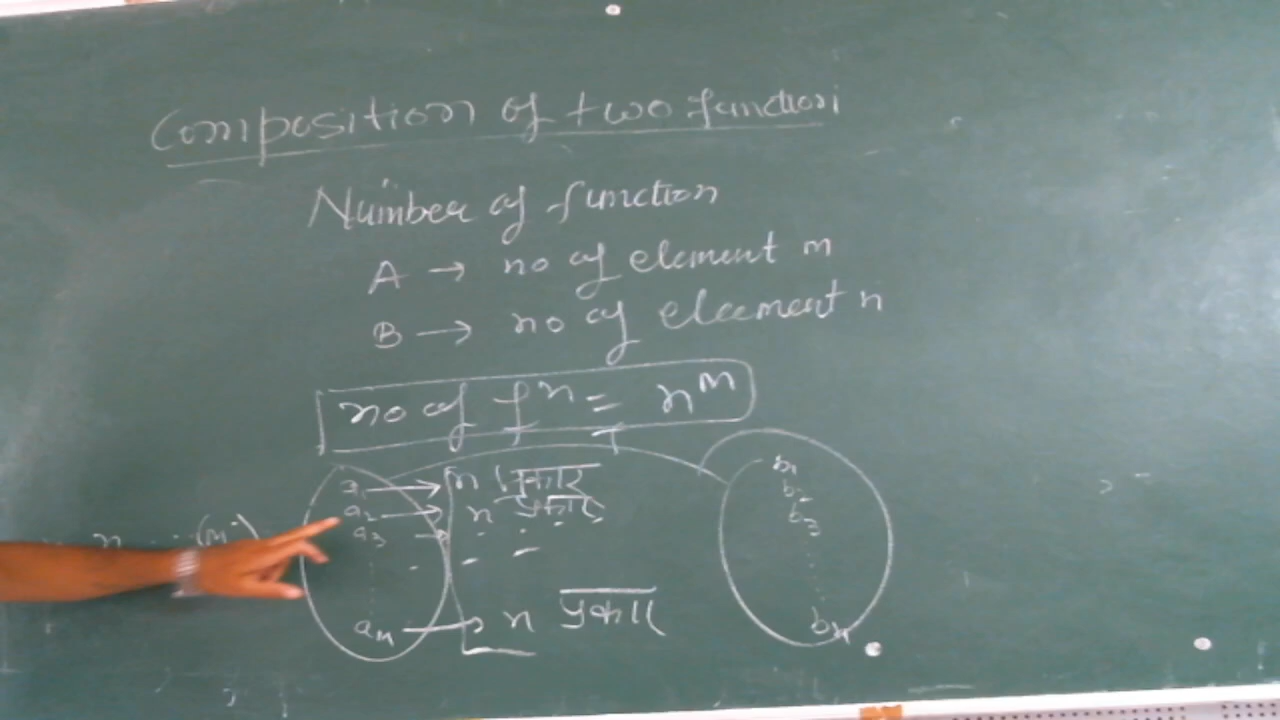 Composition of two function
Number of function
A → no of element m
B → no of eleement n
no of fⁿ = nᵐ
a₁ → n प्रकार
a₂ → n प्रकार
a₃ →
aₘ → n प्रकार
b₁
b₂
b₃
bₙ